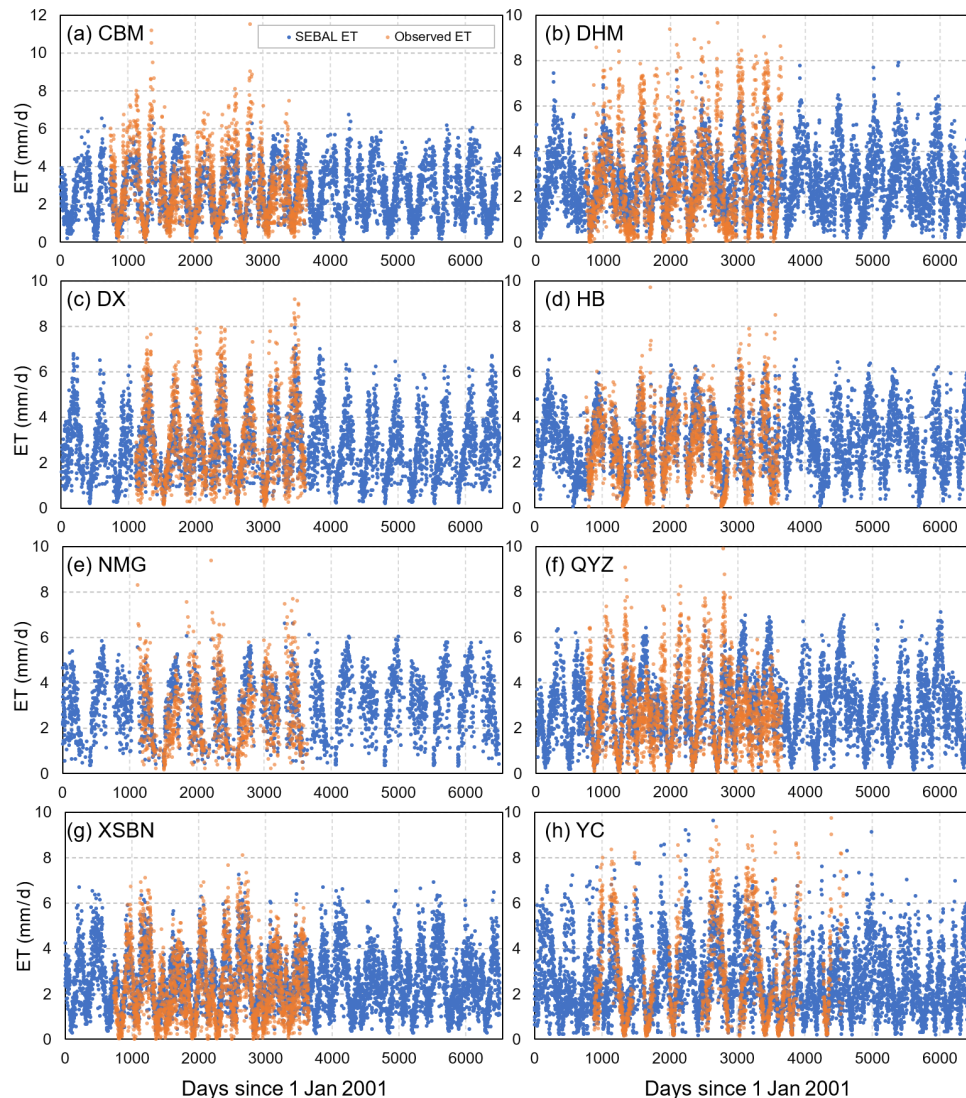 (a) CBM
SEBAL ET Observed ET
ET (mm/d)
12
10
8
6
4
2
0
0 1000 2000 3000 4000 5000 6000
(b) DHM
10
8
6
4
2
0
0 1000 2000 3000 4000 5000 6000
(c) DX
ET (mm/d)
10
8
6
4
2
0
0 1000 2000 3000 4000 5000 6000
(d) HB
10
8
6
4
2
0
0 1000 2000 3000 4000 5000 6000
(e) NMG
ET (mm/d)
10
8
6
4
2
0
0 1000 2000 3000 4000 5000 6000
(f) QYZ
10
8
6
4
2
0
0 1000 2000 3000 4000 5000 6000
(g) XSBN
ET (mm/d)
10
8
6
4
2
0
0 1000 2000 3000 4000 5000 6000
Days since 1 Jan 2001
(h) YC
10
8
6
4
2
0
0 1000 2000 3000 4000 5000 6000
Days since 1 Jan 2001